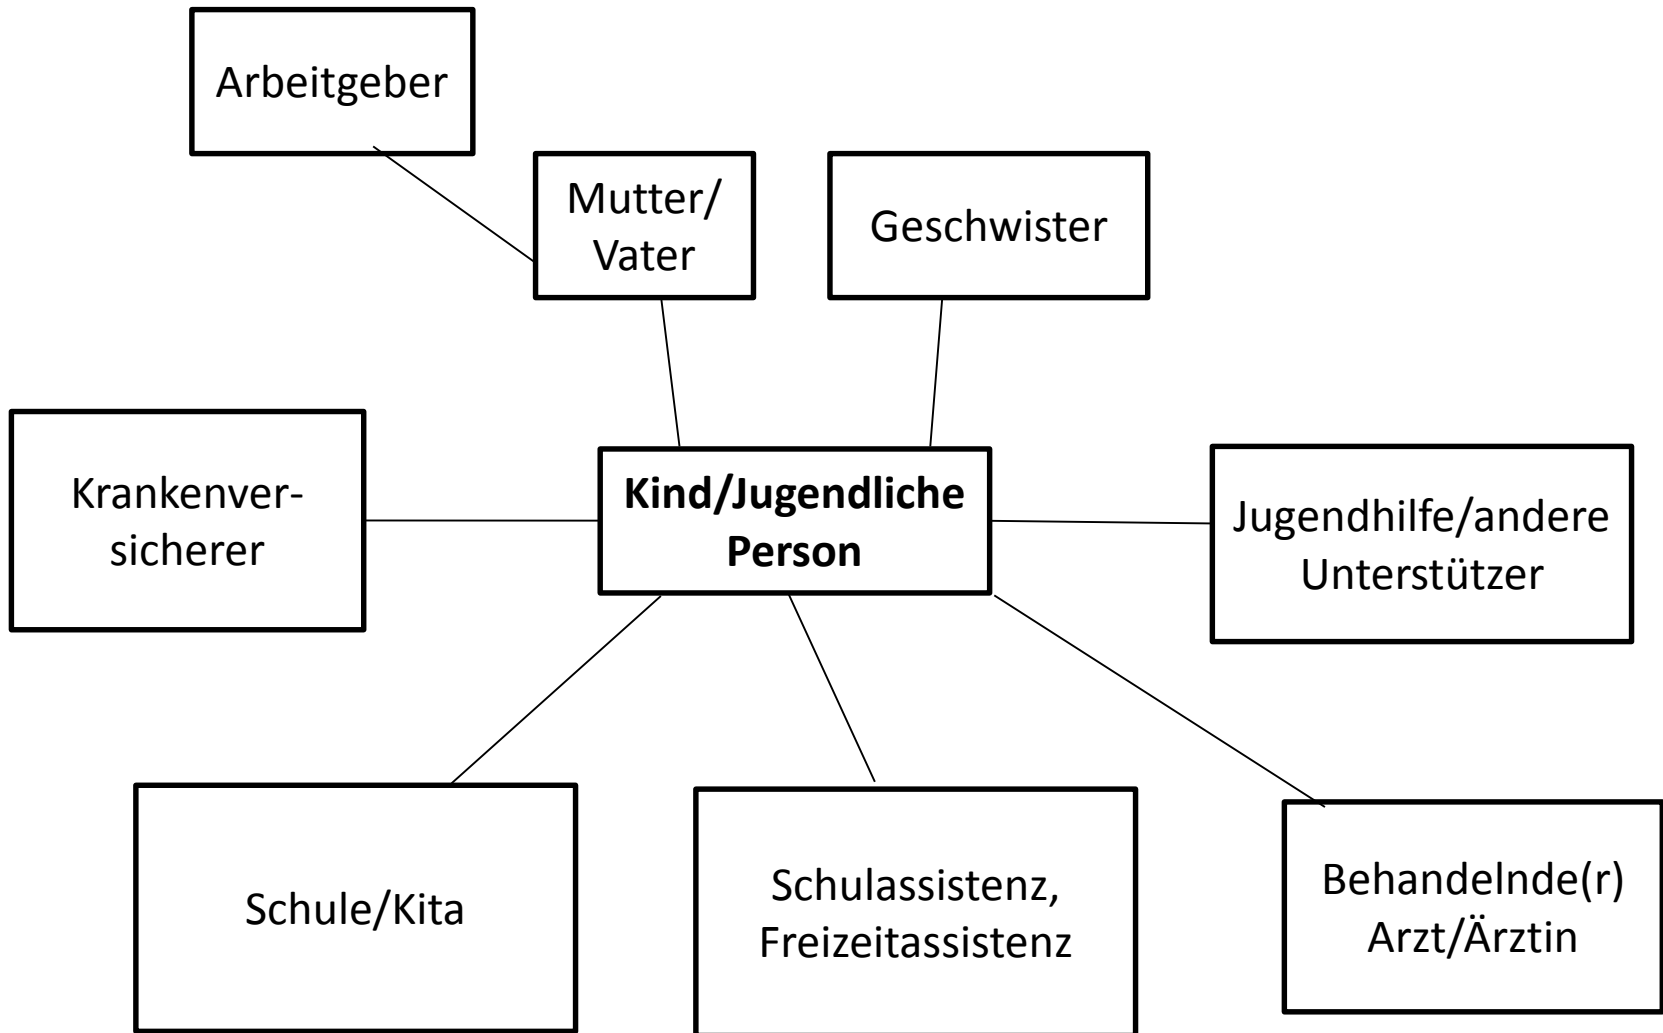 Arbeitgeber
Mutter/
Vater
Geschwister
Krankenver-
sicherer
Kind/Jugendliche
Person
Jugendhilfe/andere
Unterstützer
Schule/Kita
Schulassistenz,
Freizeitassistenz
Behandelnde(r)
Arzt/Ärztin